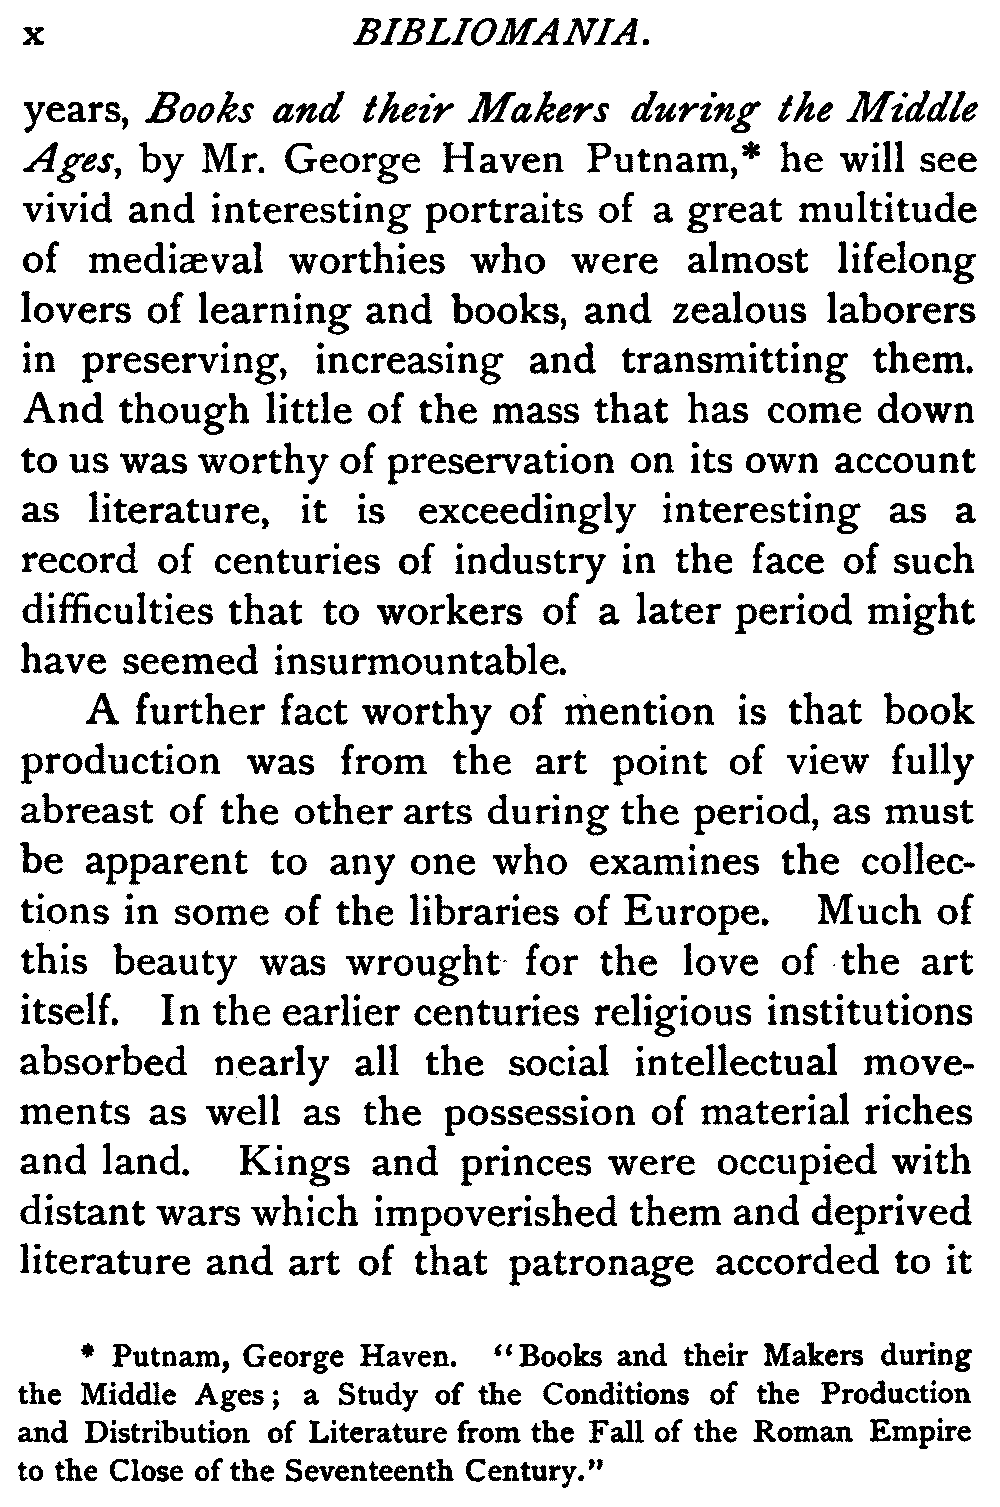 x BIBLIOMANIA.
years, Books and their Makers during the Middle
Ages, by Mr. George Haven Putnam,* he will see
vivid and interesting portraits of a great multitude
of mediæval worthies who were almost lifelong
lovers of learning and books, and zealous laborers
in preserving, increasing and transmitting them.
And though little of the mass that has come down
to us was worthy of preservation on its own account
as literature, it is exceedingly interesting as a
record of centuries of industry in the face of such
difficulties that to workers of a later period might
have seemed insurmountable.
A further fact worthy of mention is that book
production was from the art point of view fully
abreast of the other arts during the period, as must
be apparent to any one who examines the collec-
tions in some of the libraries of Europe. Much of
this beauty was wrought for the love of the art
itself. In the earlier centuries religious institutions
absorbed nearly all the social intellectual move-
ments as well as the possession of material riches
and land. Kings and princes were occupied with
distant wars which impoverished them and deprived
literature and art of that patronage accorded to it
* Putnam, George Haven. "Books and their Makers during
the Middle Ages; a Study of the Conditions of the Production
and Distribution of Literature from the Fall of the Roman Empire
to the Close of the Seventeenth Century."